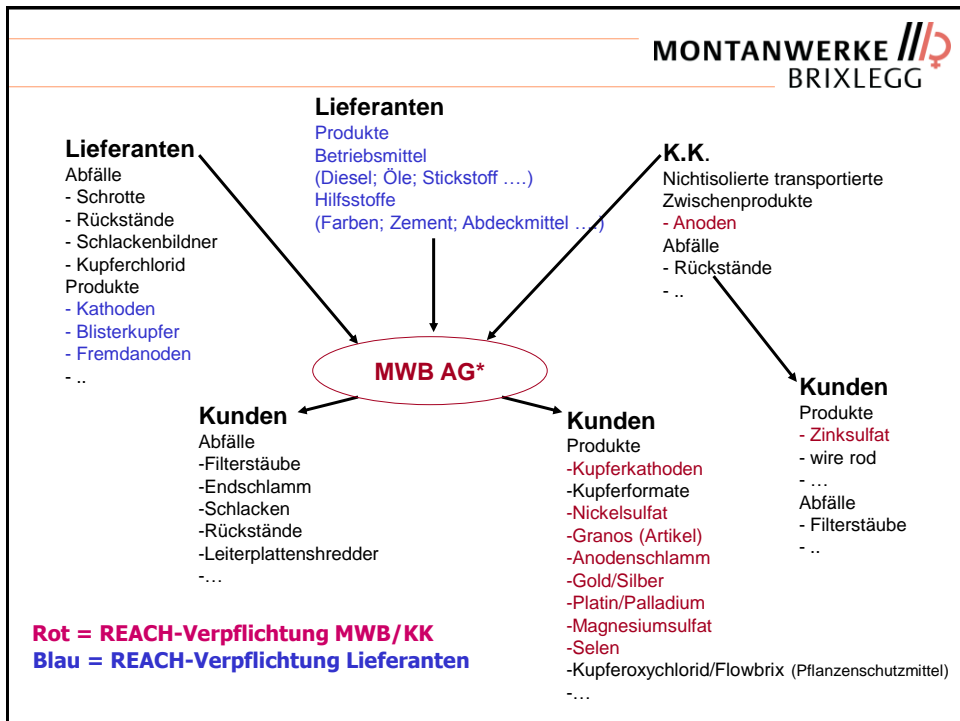 MONTANWERKE
BRIXLEGG
Lieferanten
Abfälle
- Schrotte
- Rückstände
- Schlackenbildner
- Kupferchlorid
Produkte
- Kathoden
- Blisterkupfer
- Fremdanoden
- ..
Lieferanten
Produkte
Betriebsmittel
(Diesel; Öle; Stickstoff ....)
Hilfsstoffe
(Farben; Zement; Abdeckmittel ....)
K.K.
Nichtisolierte transportierte
Zwischenprodukte
- Anoden
Abfälle
- Rückstände
- ..
MWB AG*
Kunden
Abfälle
-Filterstäube
-Endschlamm
-Schlacken
-Rückstände
-Leiterplattenshredder
-...
Kunden
Produkte
-Kupferkathoden
-Kupferformate
-Nickelsulfat
-Granos (Artikel)
-Anodenschlamm
-Gold/Silber
-Platin/Palladium
-Magnesiumsulfat
-Selen
-Kupferoxychlorid/Flowbrix (Pflanzenschutzmittel)
-...
Kunden
Produkte
- Zinksulfat
- wire rod
- ...
Abfälle
- Filterstäube
- ..
Rot = REACH-Verpflichtung MWB/KK
Blau = REACH-Verpflichtung Lieferanten